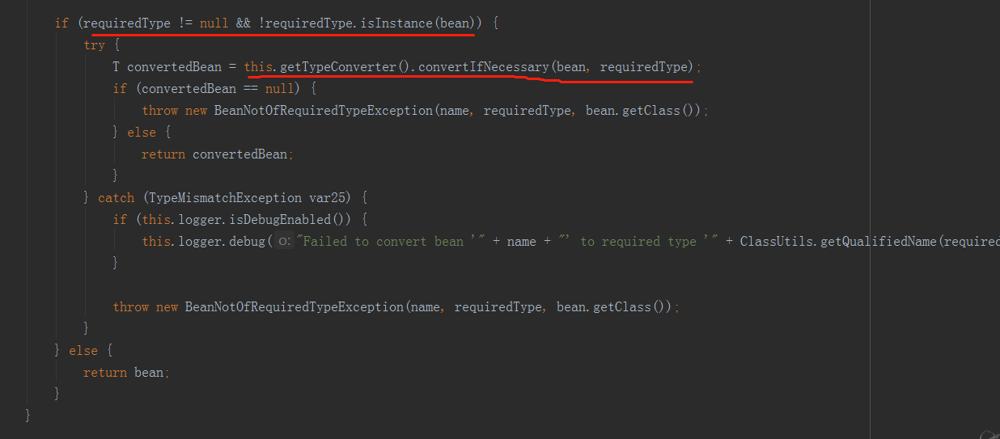 if (requiredType != null && !requiredType.isInstance(bean)) {
try {
T convertedBean = this.getTypeConverter().convertIfNecessary(bean, requiredType);
if (convertedBean == null) {
throw new BeanNotOfRequiredTypeException(name, requiredType, bean.getClass());
} else {
return convertedBean;
}
} catch (TypeMismatchException var25) {
if (this.logger.isDebugEnabled()) {
this.logger.debug( o: "Failed to convert bean '" + name + "' to required type '" + ClassUtils.getQualifiedName(required
}
throw new BeanNotOfRequiredTypeException(name, requiredType, bean.getClass());
}
} else {
return bean;
}
}